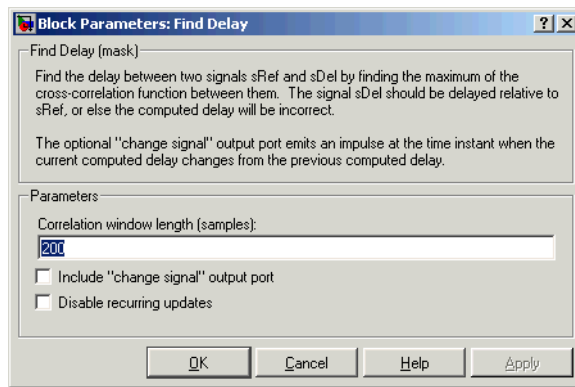 Block Parameters: Find Delay
Find Delay (mask)
Find the delay between two signals sRef and sDel by finding the maximum of the
cross-correlation function between them. The signal sDel should be delayed relative to
sRef, or else the computed delay will be incorrect.
The optional "change signal" output port emits an impulse at the time instant when the
current computed delay changes from the previous computed delay.
Parameters
Correlation window length (samples):
200
Include "change signal" output port
Disable recurring updates
OK
Cancel
Help
Apply